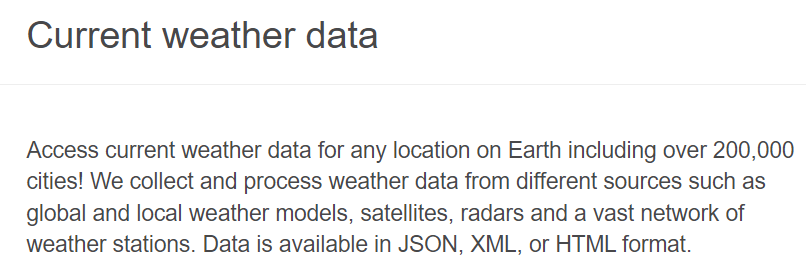 Current weather data
Access current weather data for any location on Earth including over 200,000
cities! We collect and process weather data from different sources such as
global and local weather models, satellites, radars and a vast network of
weather stations. Data is available in JSON, XML, or HTML format.